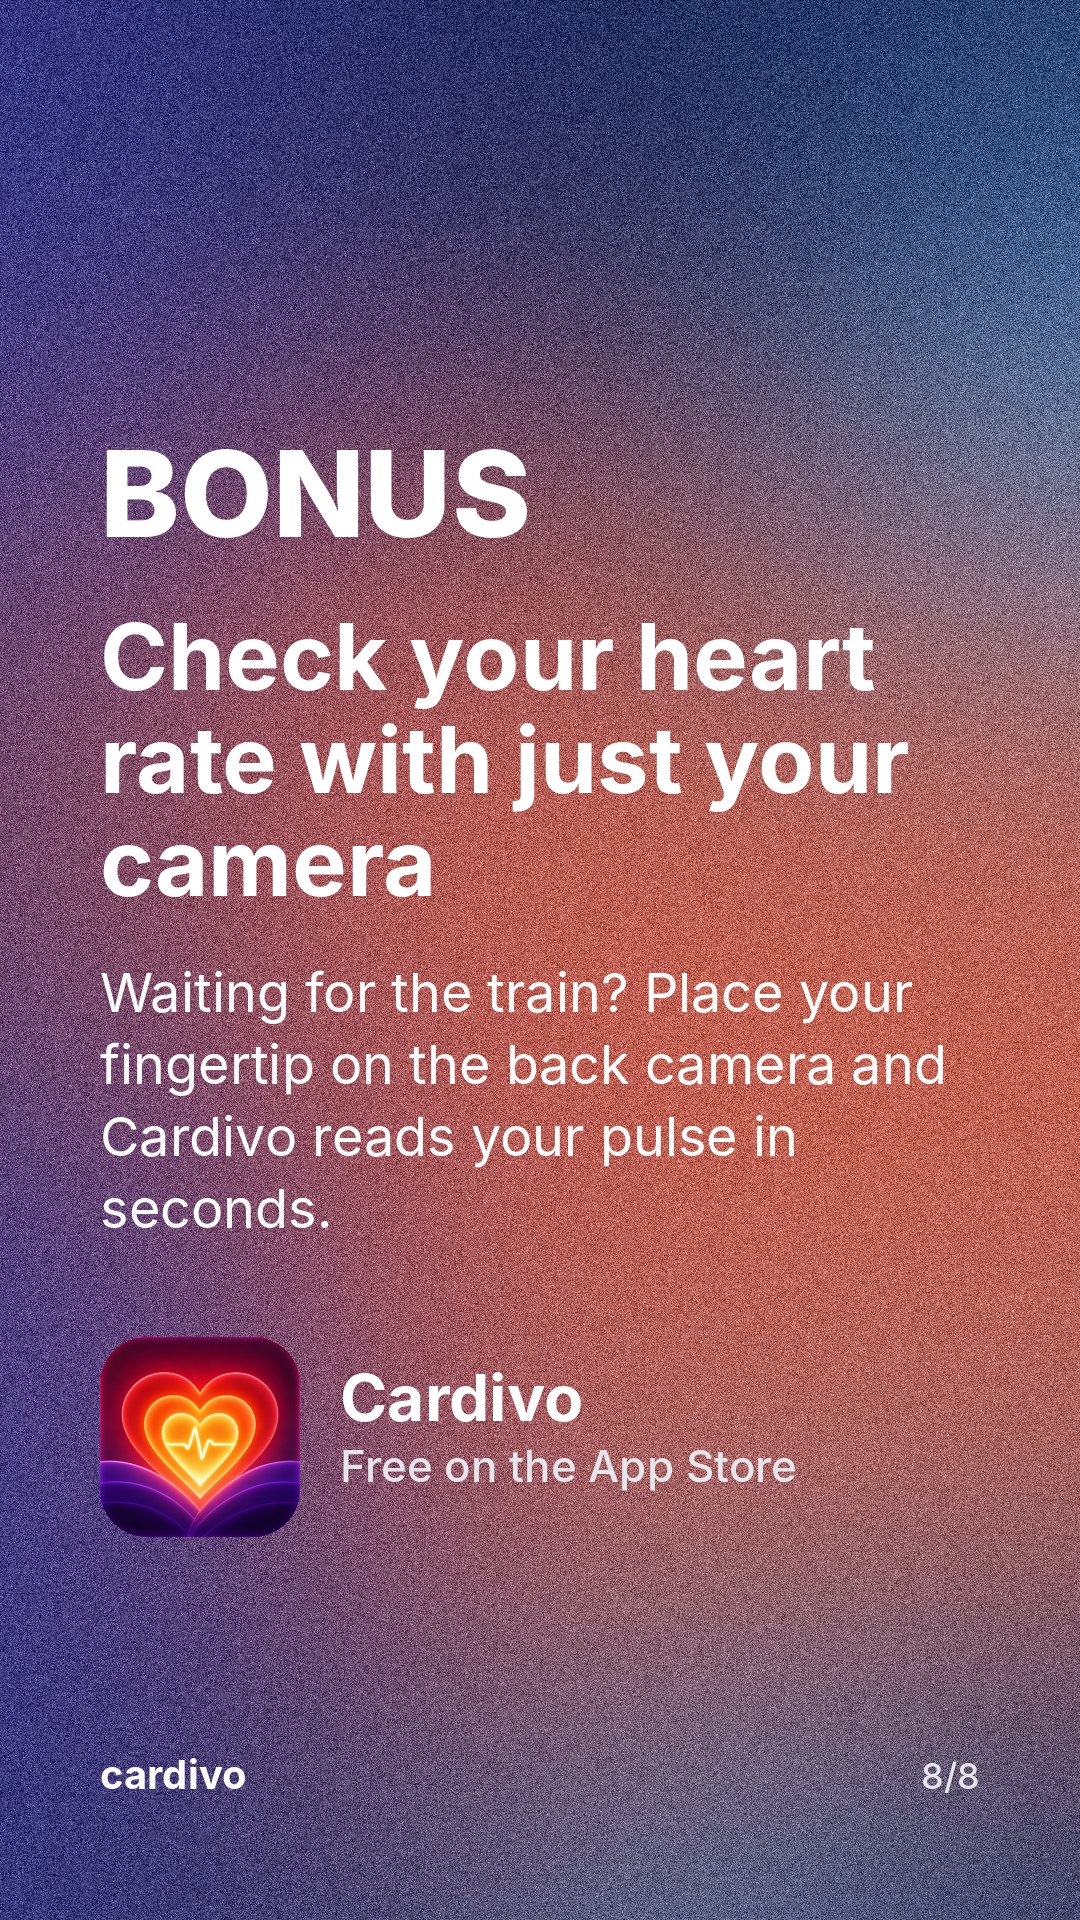 BONUS
Check your heart
rate with just your
camera
Waiting for the train? Place your
fingertip on the back camera and
Cardivo reads your pulse in
seconds.
Cardivo
Free on the App Store
cardivo
8/8